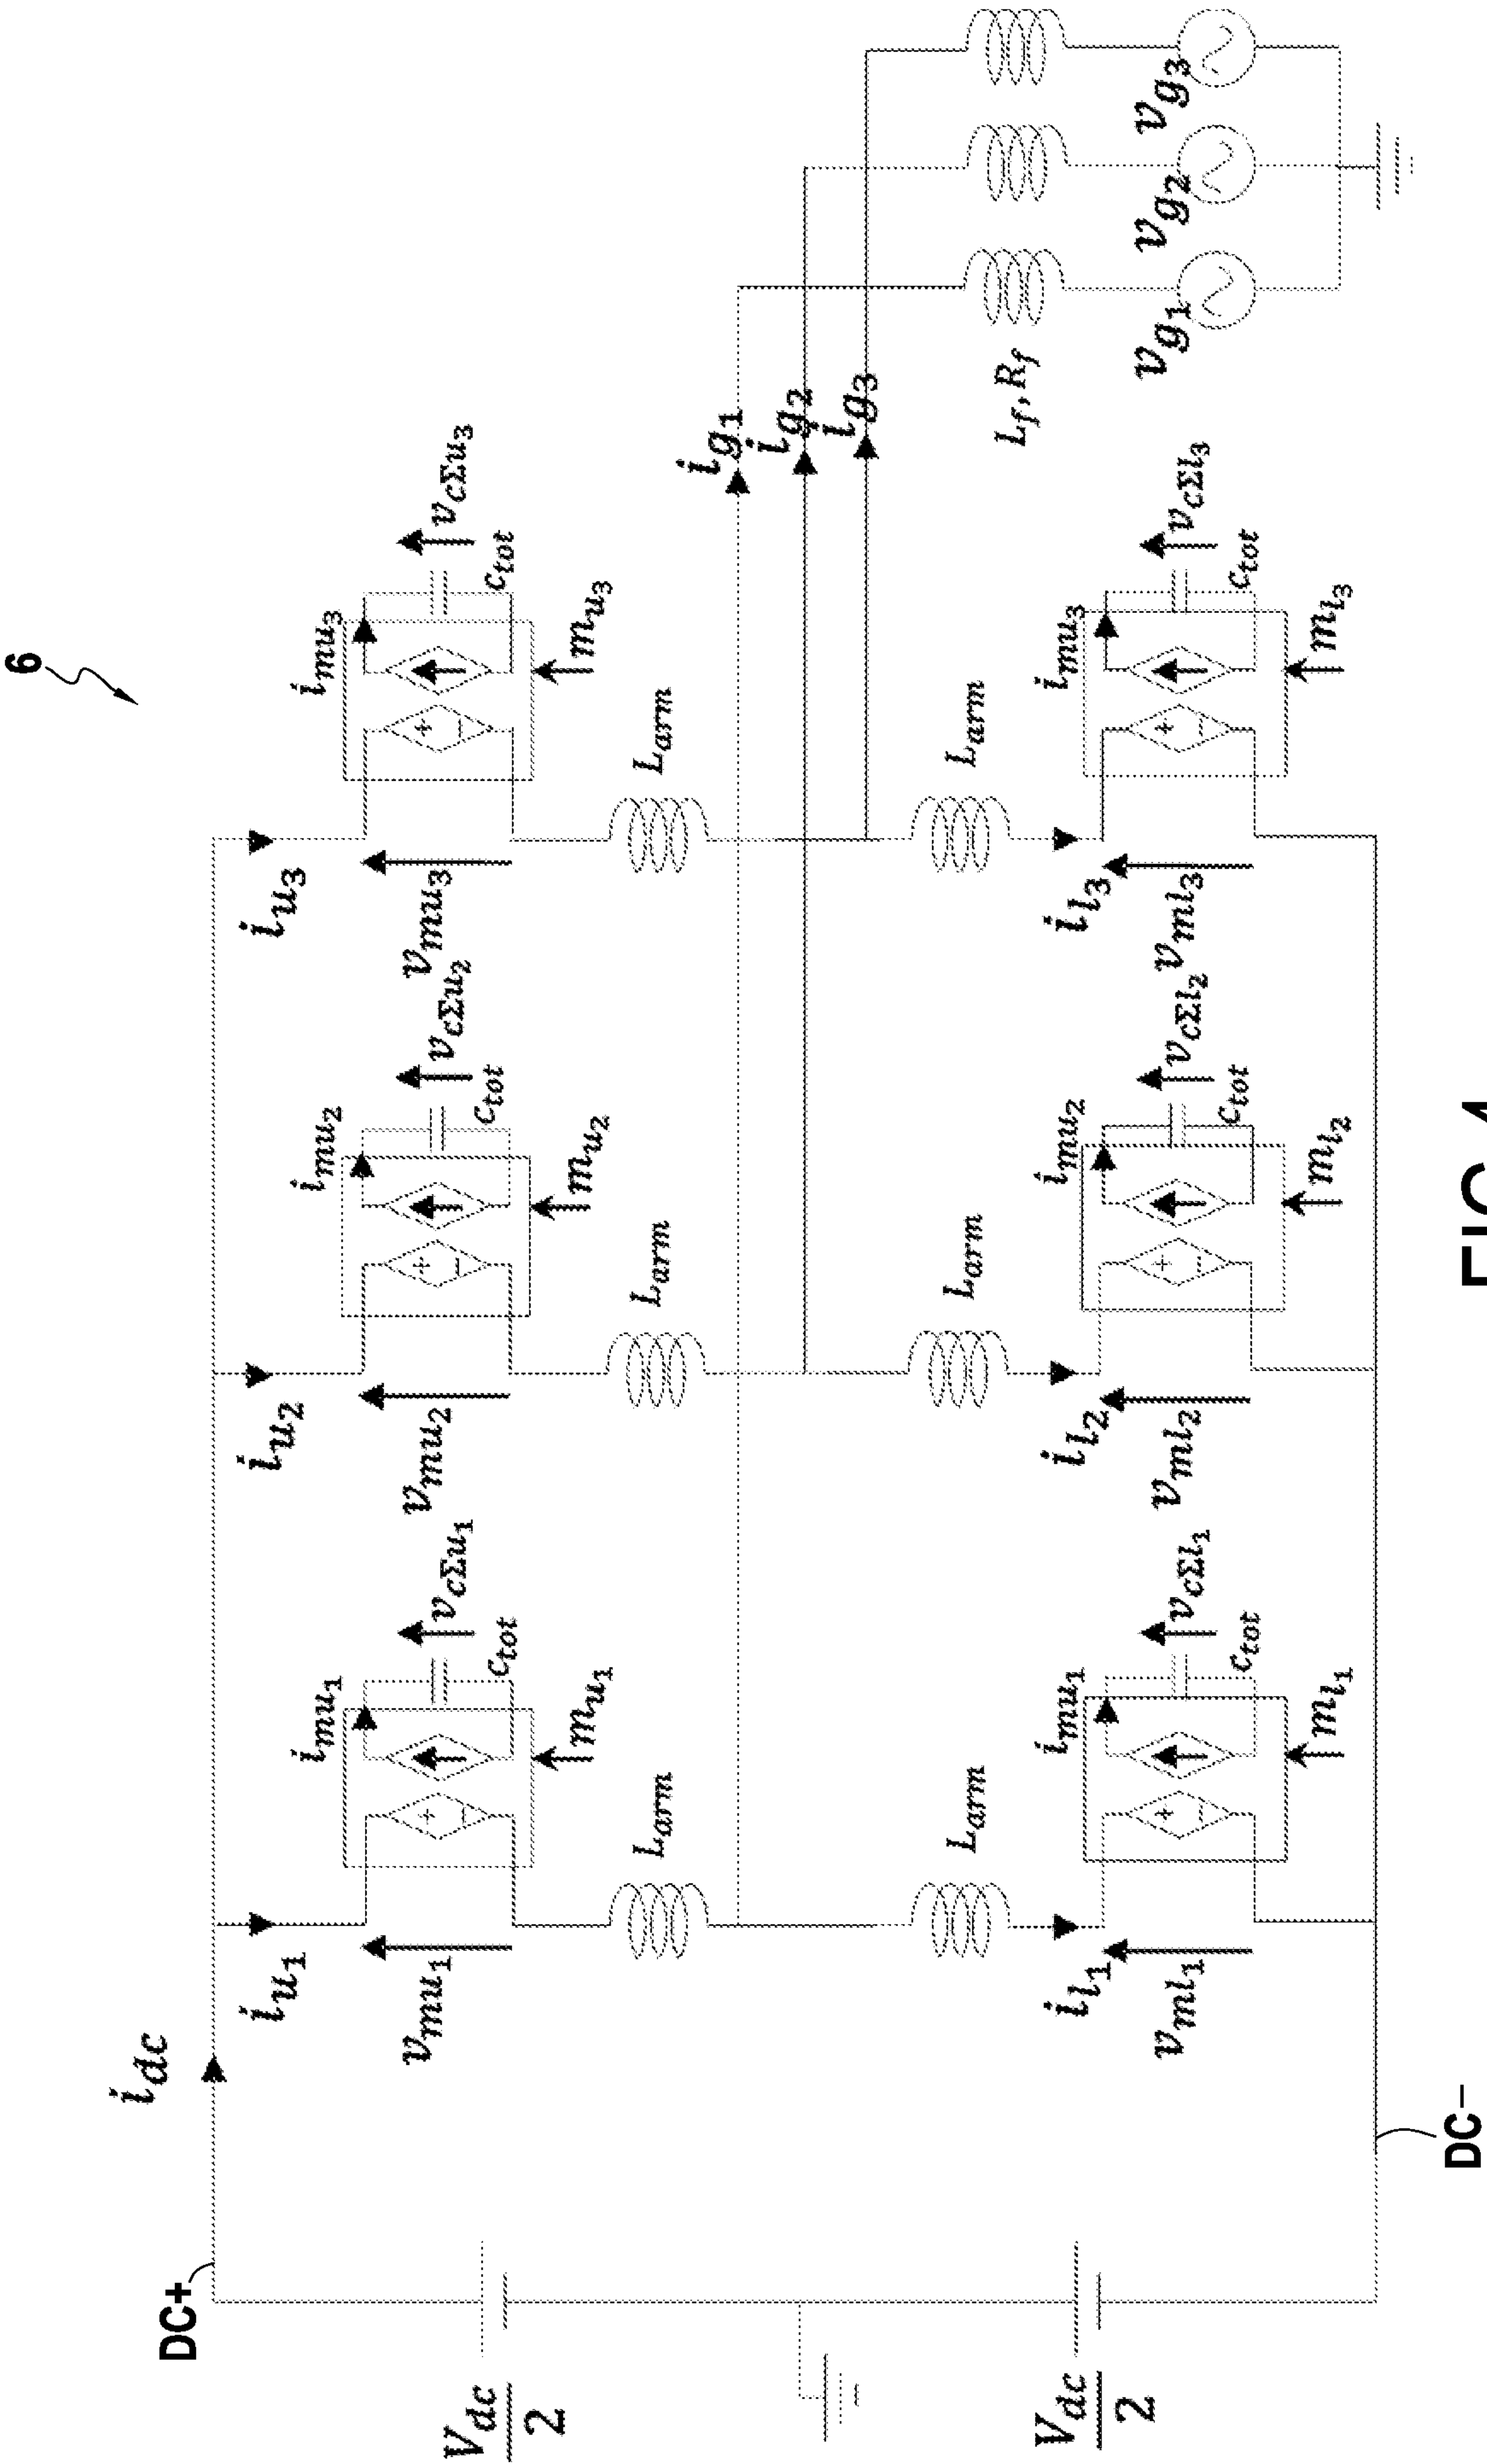 6
i_dc
DC+
i_u1
i_u2
i_u3
i_mu1
i_mu2
i_mu3
v_mu1
v_cΣu1
v_mu2
v_cΣu2
v_mu3
v_cΣu3
V_dc/2
c_tot
c_tot
c_tot
m_u1
m_u2
m_u3
L_arm
L_arm
L_arm
i_g1
i_g2
i_g3
L_arm
L_arm
L_arm
L_f, R_f
i_l1
i_mu1
i_l2
i_mu2
i_l3
i_mu3
v_ml1
v_cΣl1
v_ml2
v_cΣl2
v_ml3
v_cΣl3
v_g1
v_g2
v_g3
V_dc/2
c_tot
c_tot
c_tot
m_l1
m_l2
m_l3
DC−
FIG